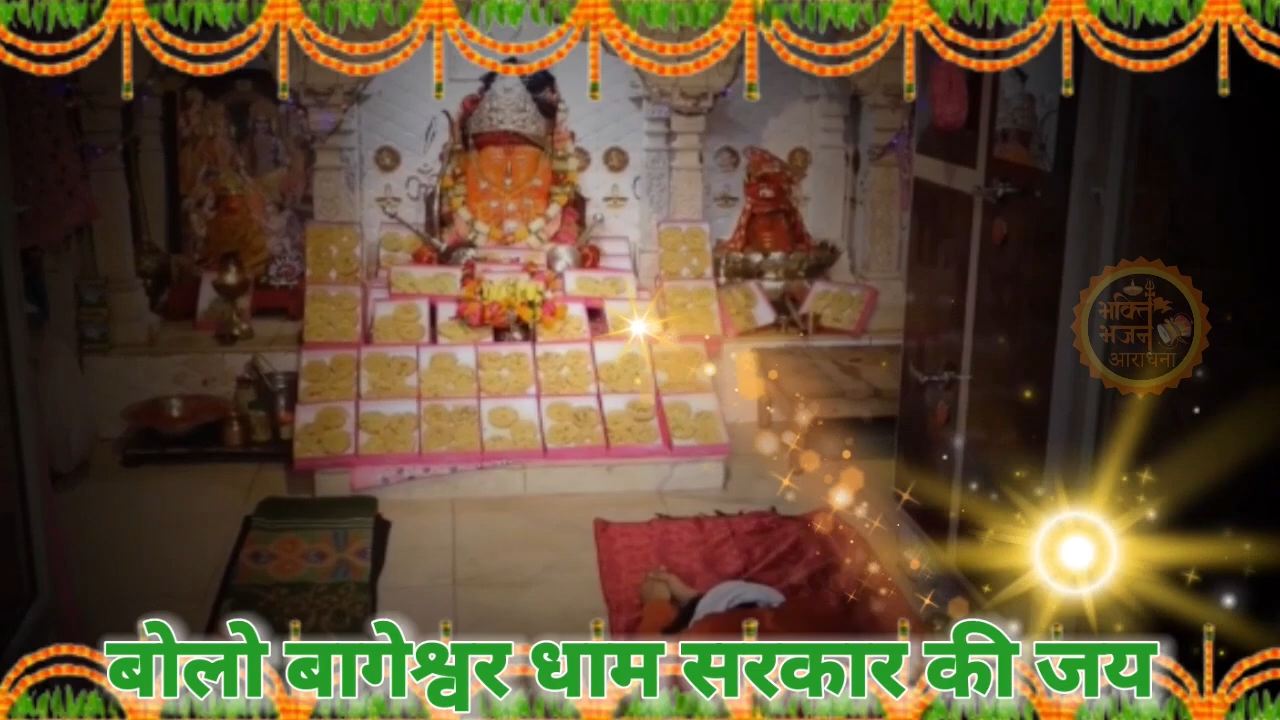 भक्ति
भजन
आराधना
बोलो बागेश्वर धाम सरकार की जय